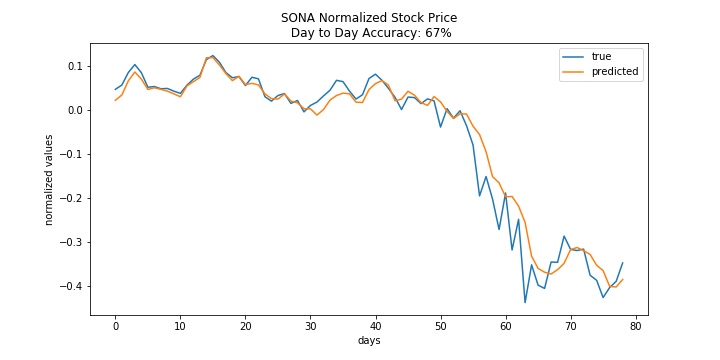 SONA Normalized Stock Price
Day to Day Accuracy: 67%
true
predicted
normalized values
0.1
0.0
−0.1
−0.2
−0.3
−0.4
0 10 20 30 40 50 60 70 80
days